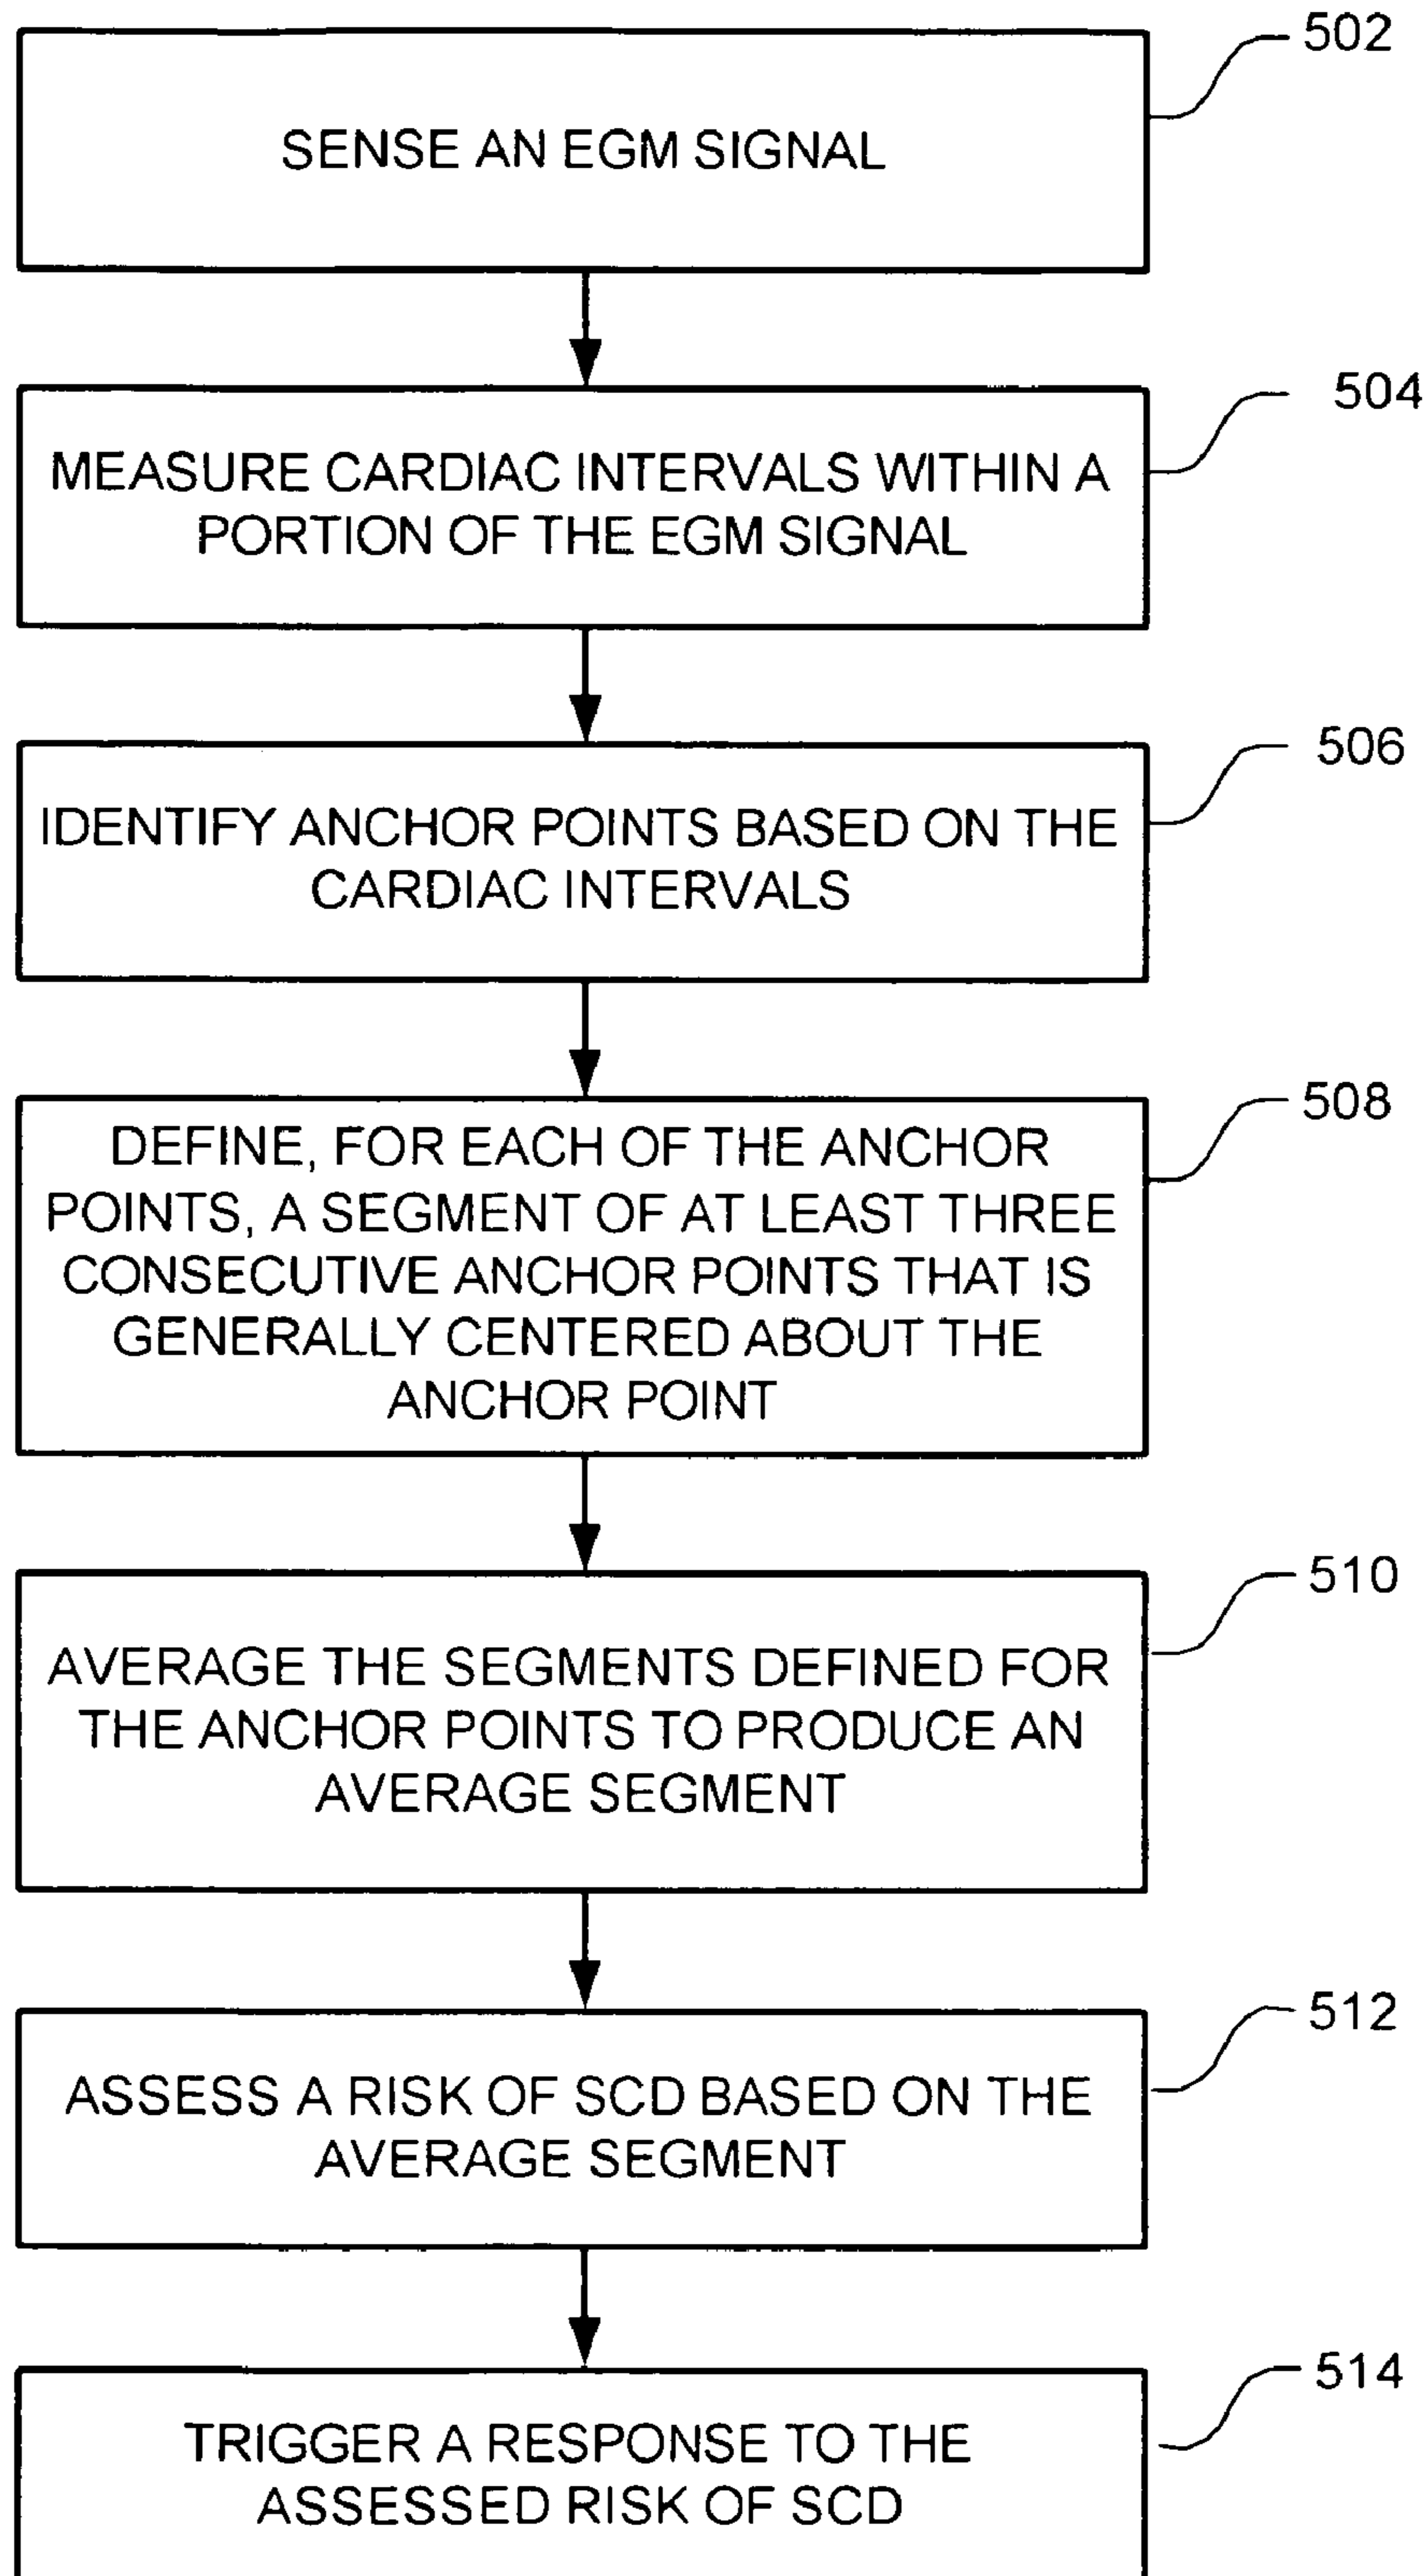 502
SENSE AN EGM SIGNAL
504
MEASURE CARDIAC INTERVALS WITHIN A
PORTION OF THE EGM SIGNAL
506
IDENTIFY ANCHOR POINTS BASED ON THE
CARDIAC INTERVALS
508
DEFINE, FOR EACH OF THE ANCHOR
POINTS, A SEGMENT OF AT LEAST THREE
CONSECUTIVE ANCHOR POINTS THAT IS
GENERALLY CENTERED ABOUT THE
ANCHOR POINT
510
AVERAGE THE SEGMENTS DEFINED FOR
THE ANCHOR POINTS TO PRODUCE AN
AVERAGE SEGMENT
512
ASSESS A RISK OF SCD BASED ON THE
AVERAGE SEGMENT
514
TRIGGER A RESPONSE TO THE
ASSESSED RISK OF SCD